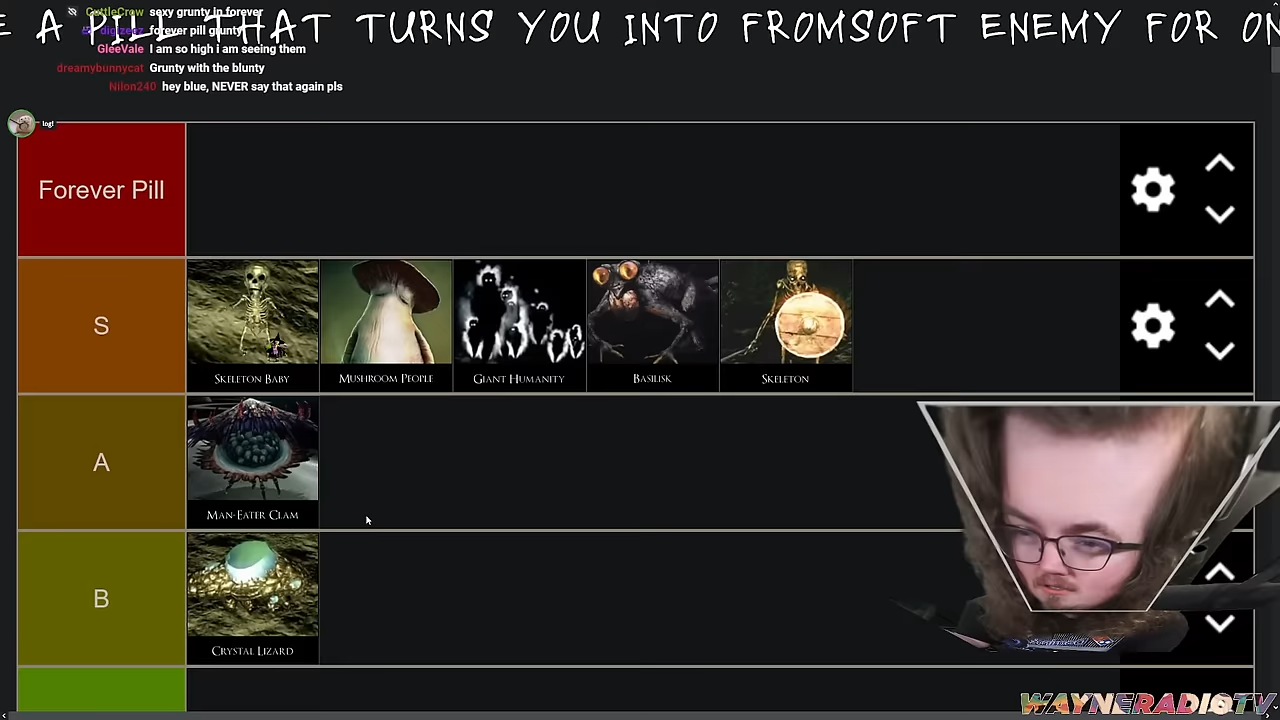 E A PILL THAT TURNS YOU INTO FROMSOFT ENEMY FOR ON
CuttleCrow sexy grunty in forever
forever pill grunty
GleeVale I am so high i am seeing them
dreamybunnycat Grunty with the blunty
Nilon240 hey blue, NEVER say that again pls
log!
Forever Pill
S
SKELETON BABY
MUSHROOM PEOPLE
GIANT HUMANITY
BASILISK
SKELETON
A
MAN-EATER CLAM
B
CRYSTAL LIZARD
WAYNERADIOTV